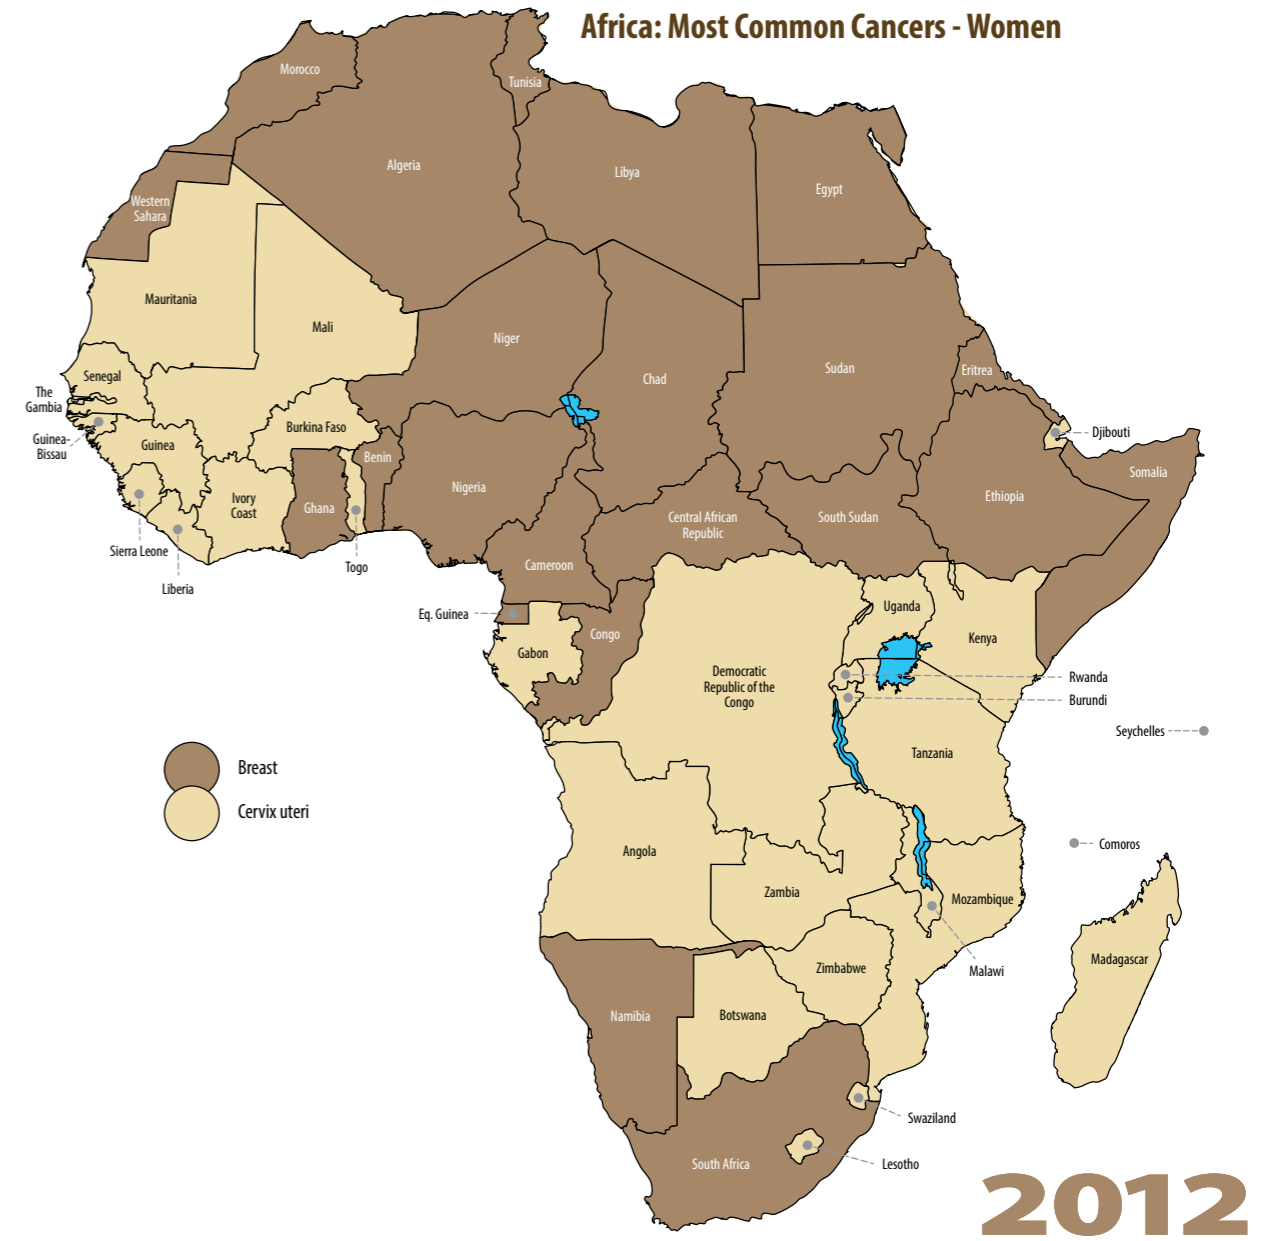 Africa: Most Common Cancers - Women
Morocco
Tunisia
Algeria
Libya
Egypt
Western
Sahara
Mauritania
Mali
Niger
Chad
Sudan
Eritrea
Senegal
The
Gambia
Guinea-
Bissau
Guinea
Burkina Faso
Benin
Djibouti
Somalia
Ivory
Coast
Ghana
Nigeria
Ethiopia
Central African
Republic
South Sudan
Sierra Leone
Liberia
Togo
Cameroon
Eq. Guinea
Congo
Gabon
Uganda
Kenya
Democratic
Republic of the
Congo
Rwanda
Burundi
Seychelles
Tanzania
Breast
Cervix uteri
Angola
Comoros
Zambia
Mozambique
Malawi
Madagascar
Zimbabwe
Namibia
Botswana
Swaziland
South Africa
Lesotho
2012